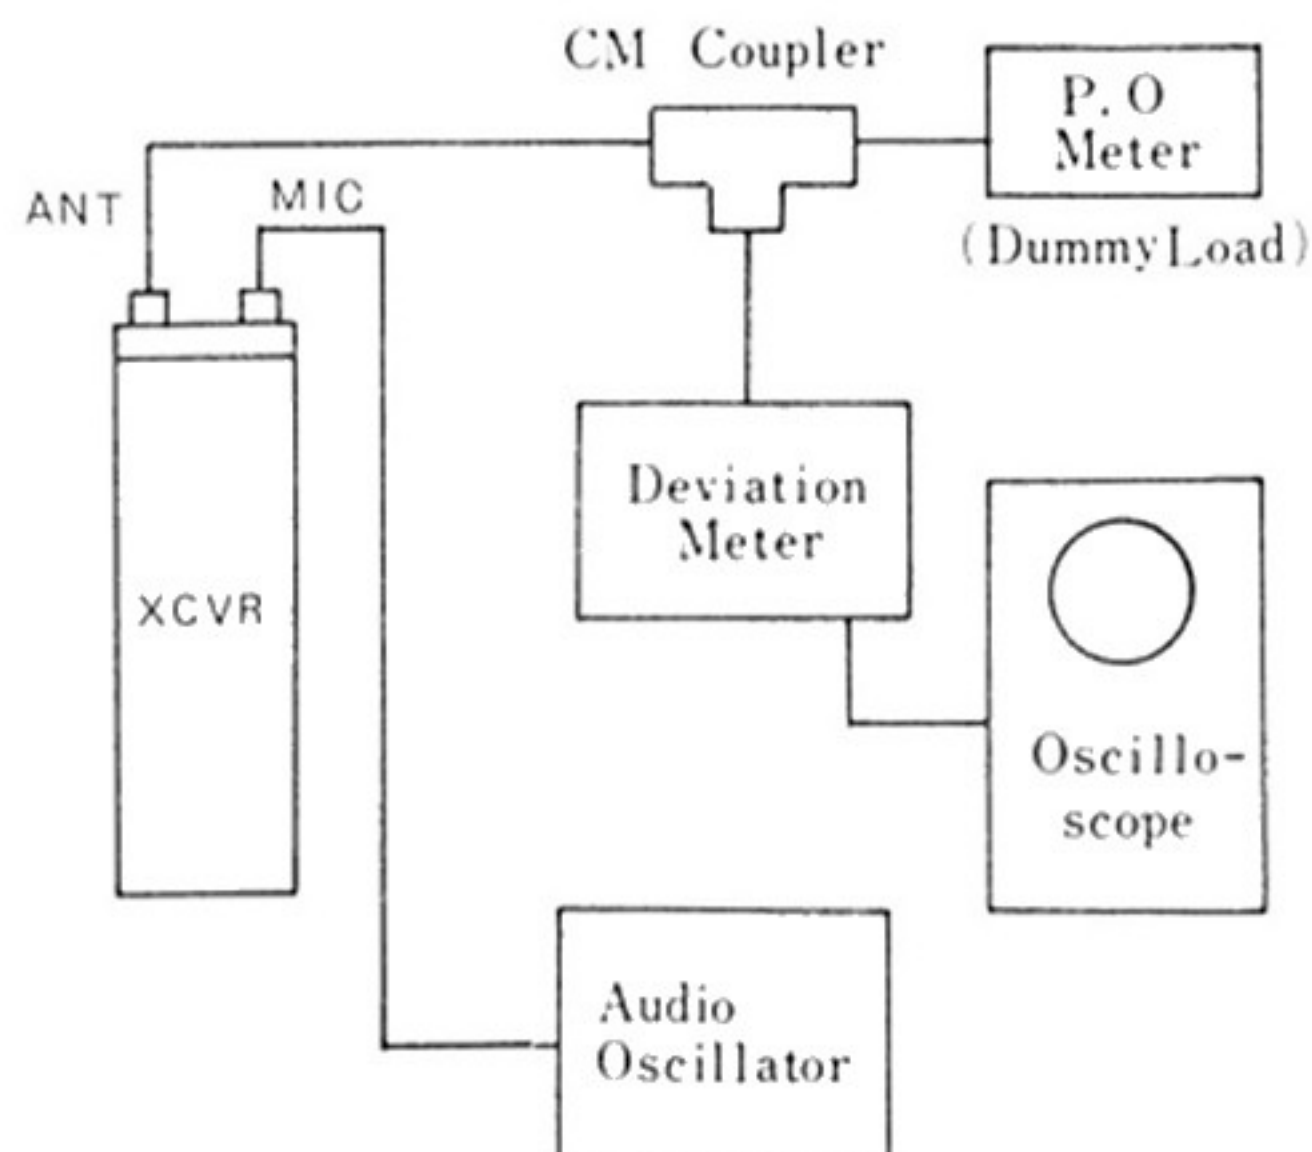 CM Coupler
P.O
Meter
(Dummy Load)
ANT
MIC
Deviation
Meter
XCVR
Oscillo-
scope
Audio
Oscillator